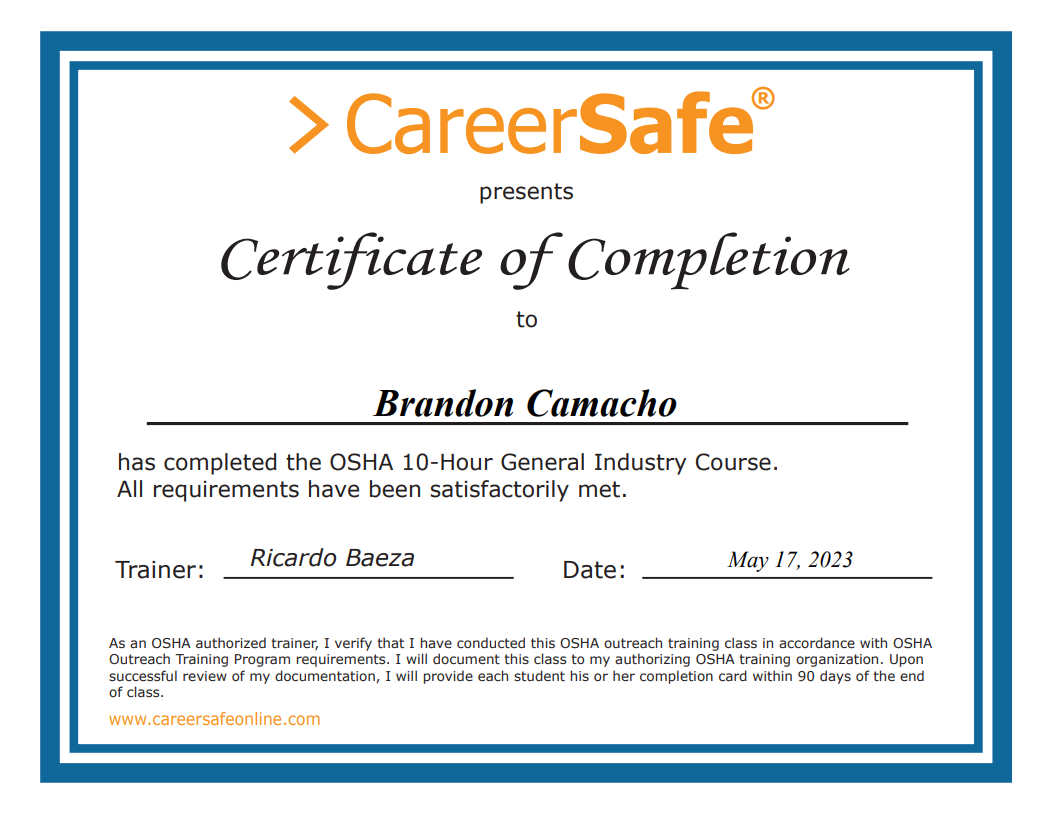 > CareerSafe®
presents
Certificate of Completion
to
Brandon Camacho
has completed the OSHA 10-Hour General Industry Course.
All requirements have been satisfactorily met.
Trainer: Ricardo Baeza Date: May 17, 2023
As an OSHA authorized trainer, I verify that I have conducted this OSHA outreach training class in accordance with OSHA
Outreach Training Program requirements. I will document this class to my authorizing OSHA training organization. Upon
successful review of my documentation, I will provide each student his or her completion card within 90 days of the end
of class.
www.careersafeonline.com